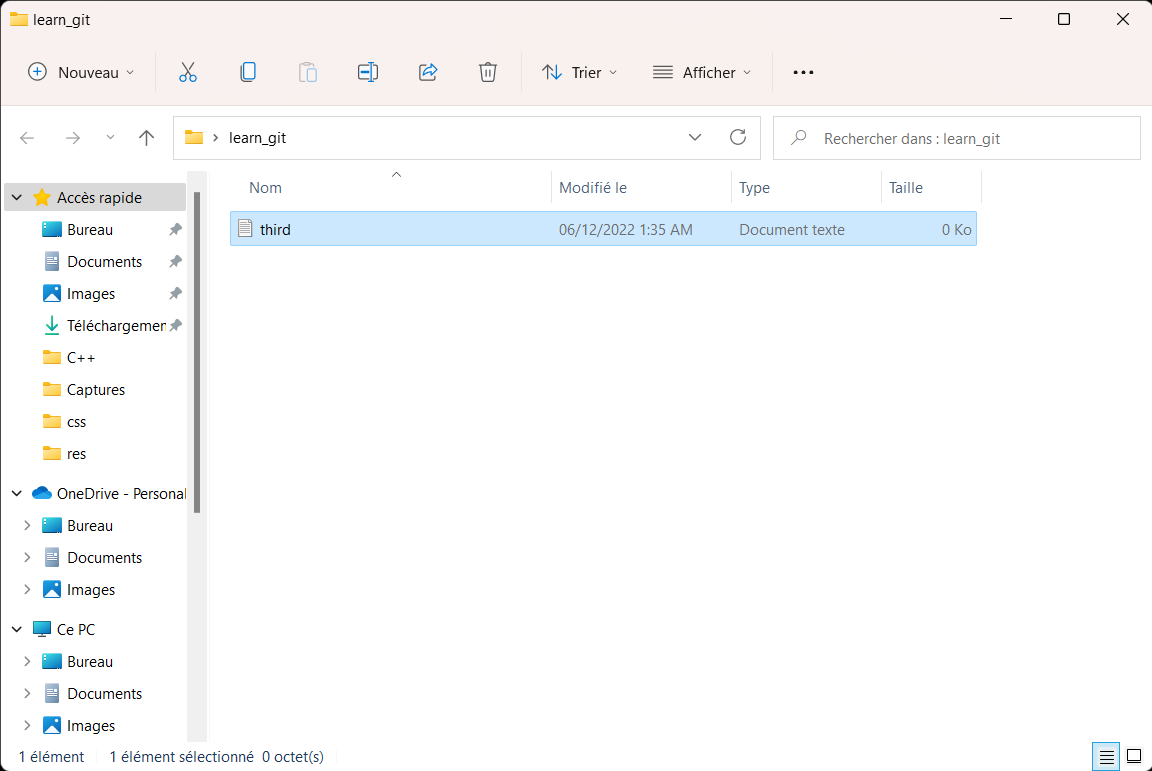 learn_git
Nouveau
Trier
Afficher
learn_git
Rechercher dans : learn_git
Nom
Modifié le
Type
Taille
third
06/12/2022 1:35 AM
Document texte
0 Ko
Accès rapide
Bureau
Documents
Images
Téléchargemen
C++
Captures
css
res
OneDrive - Personal
Bureau
Documents
Images
Ce PC
Bureau
Documents
Images
1 élément
1 élément sélectionné 0 octet(s)